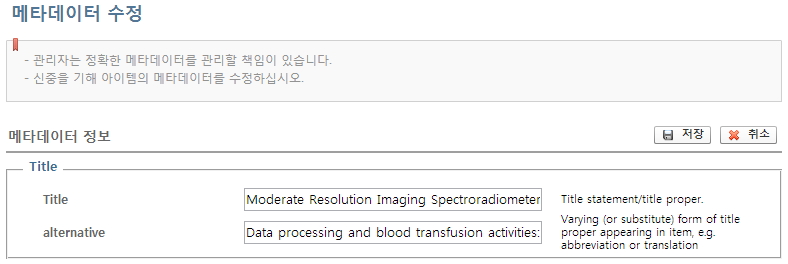 메타데이터 수정
- 관리자는 정확한 메타데이터를 관리할 책임이 있습니다.
- 신중을 기해 아이템의 메타데이터를 수정하십시오.
메타데이터 정보 저장 취소
Title
Title Moderate Resolution Imaging Spectroradiometer Title statement/title proper.
alternative Data processing and blood transfusion activities: Varying (or substitute) form of title
proper appearing in item, e.g.
abbreviation or translation